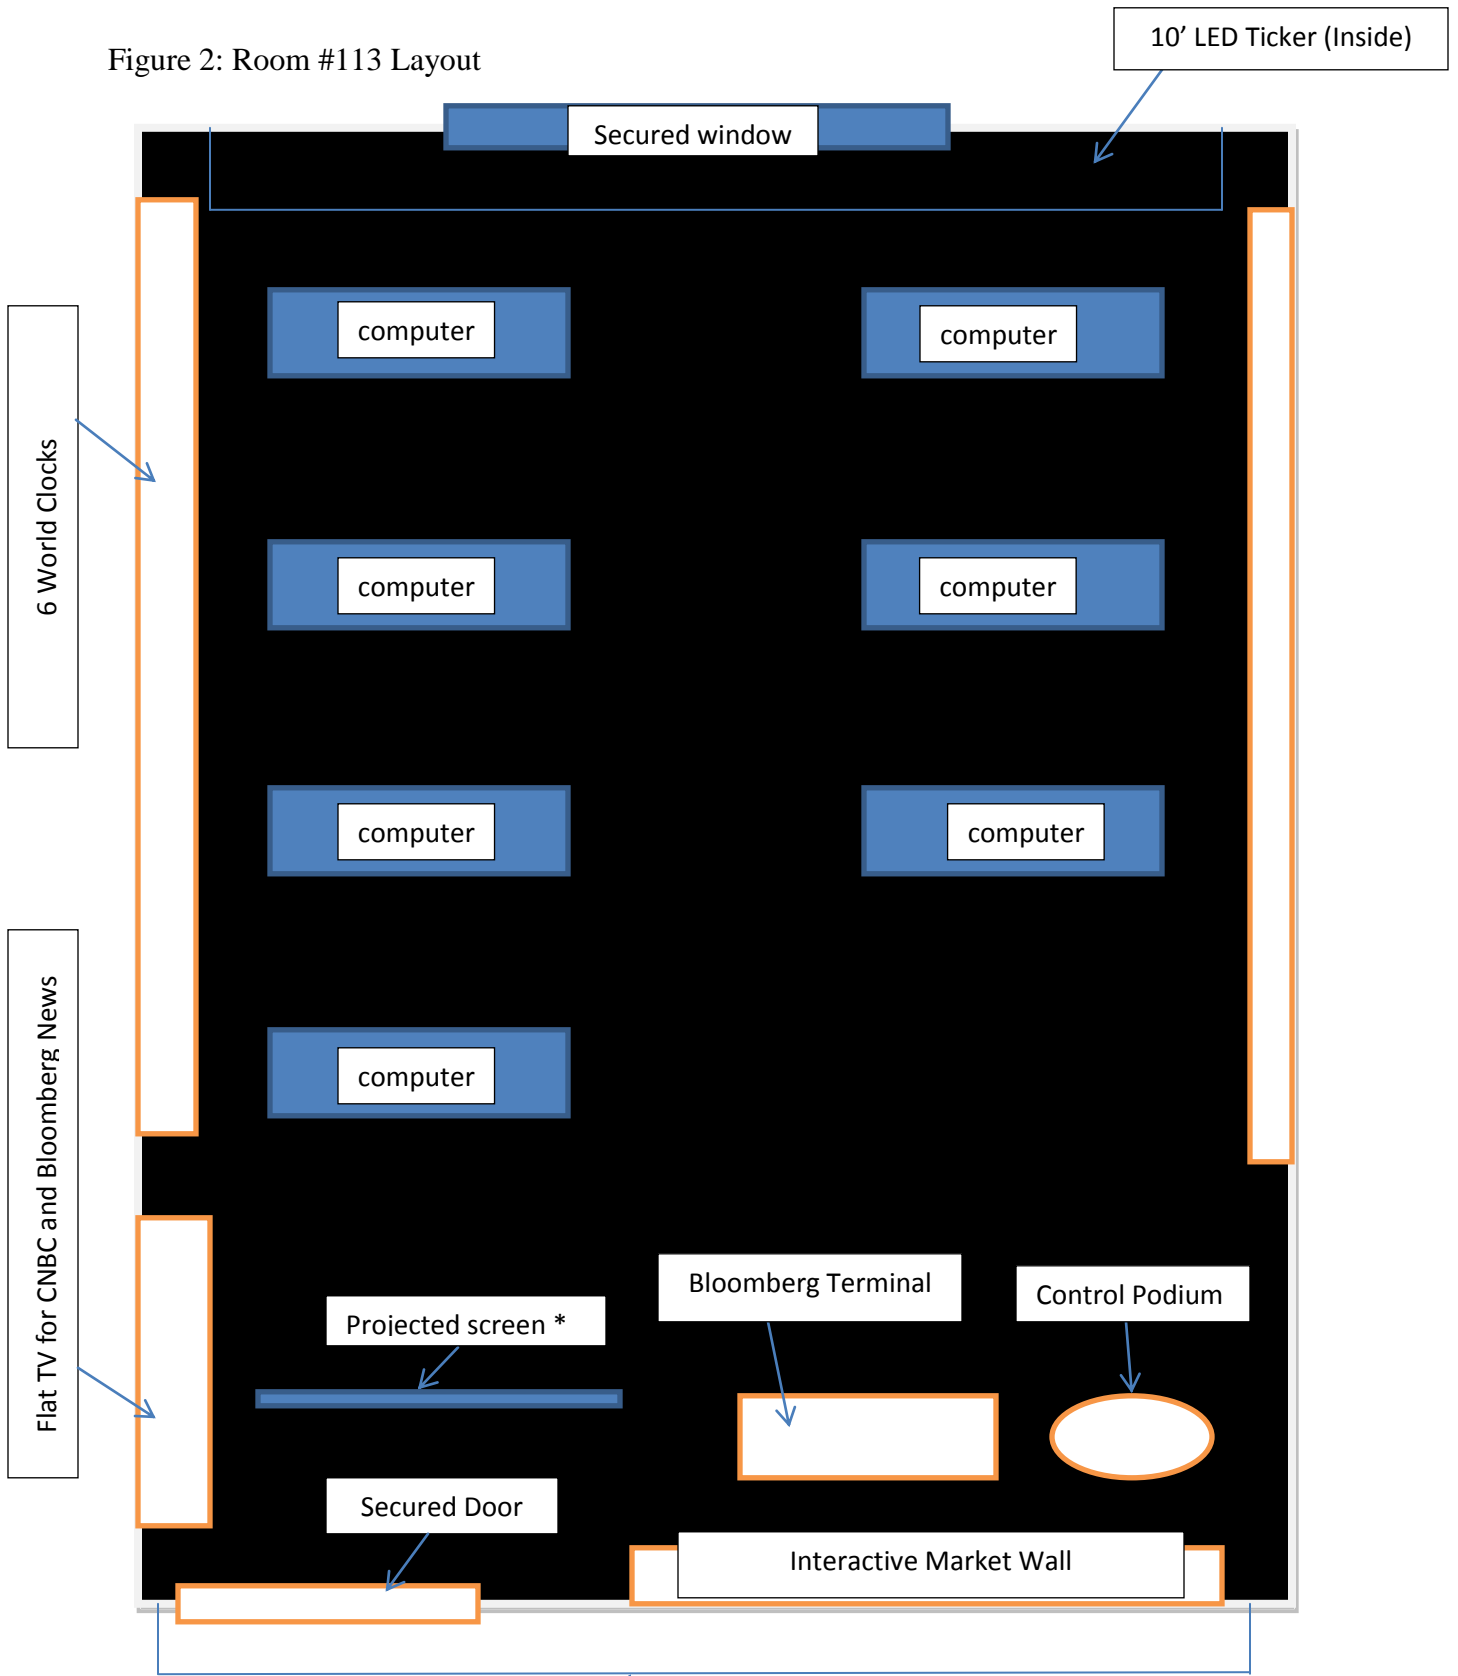 10’ LED Ticker (Inside)
Figure 2: Room #113 Layout
Secured window
computer
computer
6 World Clocks
computer
computer
computer
computer
Flat TV for CNBC and Bloomberg News
computer
Bloomberg Terminal
Control Podium
Projected screen *
Secured Door
Interactive Market Wall